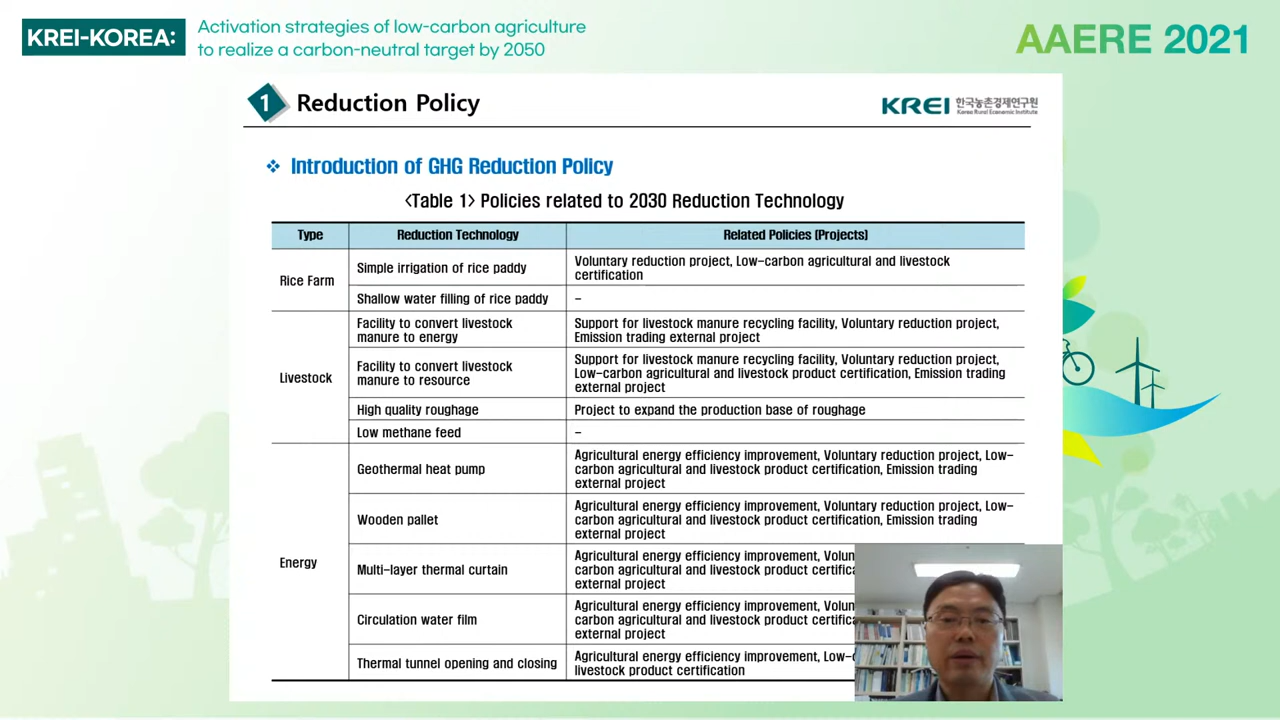 KREI-KOREA:
Activation strategies of low-carbon agriculture
to realize a carbon-neutral target by 2050
AAERE 2021
1 Reduction Policy
KREI 한국농촌경제연구원
Korea Rural Economic Institute
❖ Introduction of GHG Reduction Policy
<Table 1> Policies related to 2030 Reduction Technology
Type Reduction Technology Related Policies (Projects)
Rice Farm
Simple irrigation of rice paddy
Voluntary reduction project, Low-carbon agricultural and livestock
certification
Shallow water filling of rice paddy –
Livestock
Facility to convert livestock
manure to energy
Support for livestock manure recycling facility, Voluntary reduction project,
Emission trading external project
Facility to convert livestock
manure to resource
Support for livestock manure recycling facility, Voluntary reduction project,
Low-carbon agricultural and livestock product certification, Emission trading
external project
High quality roughage Project to expand the production base of roughage
Low methane feed –
Energy
Geothermal heat pump
Agricultural energy efficiency improvement, Voluntary reduction project, Low-
carbon agricultural and livestock product certification, Emission trading
external project
Wooden pallet
Agricultural energy efficiency improvement, Voluntary reduction project, Low-
carbon agricultural and livestock product certification, Emission trading
external project
Multi-layer thermal curtain
Agricultural energy efficiency improvement,
carbon agricultural and livestock product
external project
Circulation water film
Agricultural energy efficiency improvement,
carbon agricultural and livestock product
external project
Thermal tunnel opening and closing
Agricultural energy efficiency improvement,
livestock product certification